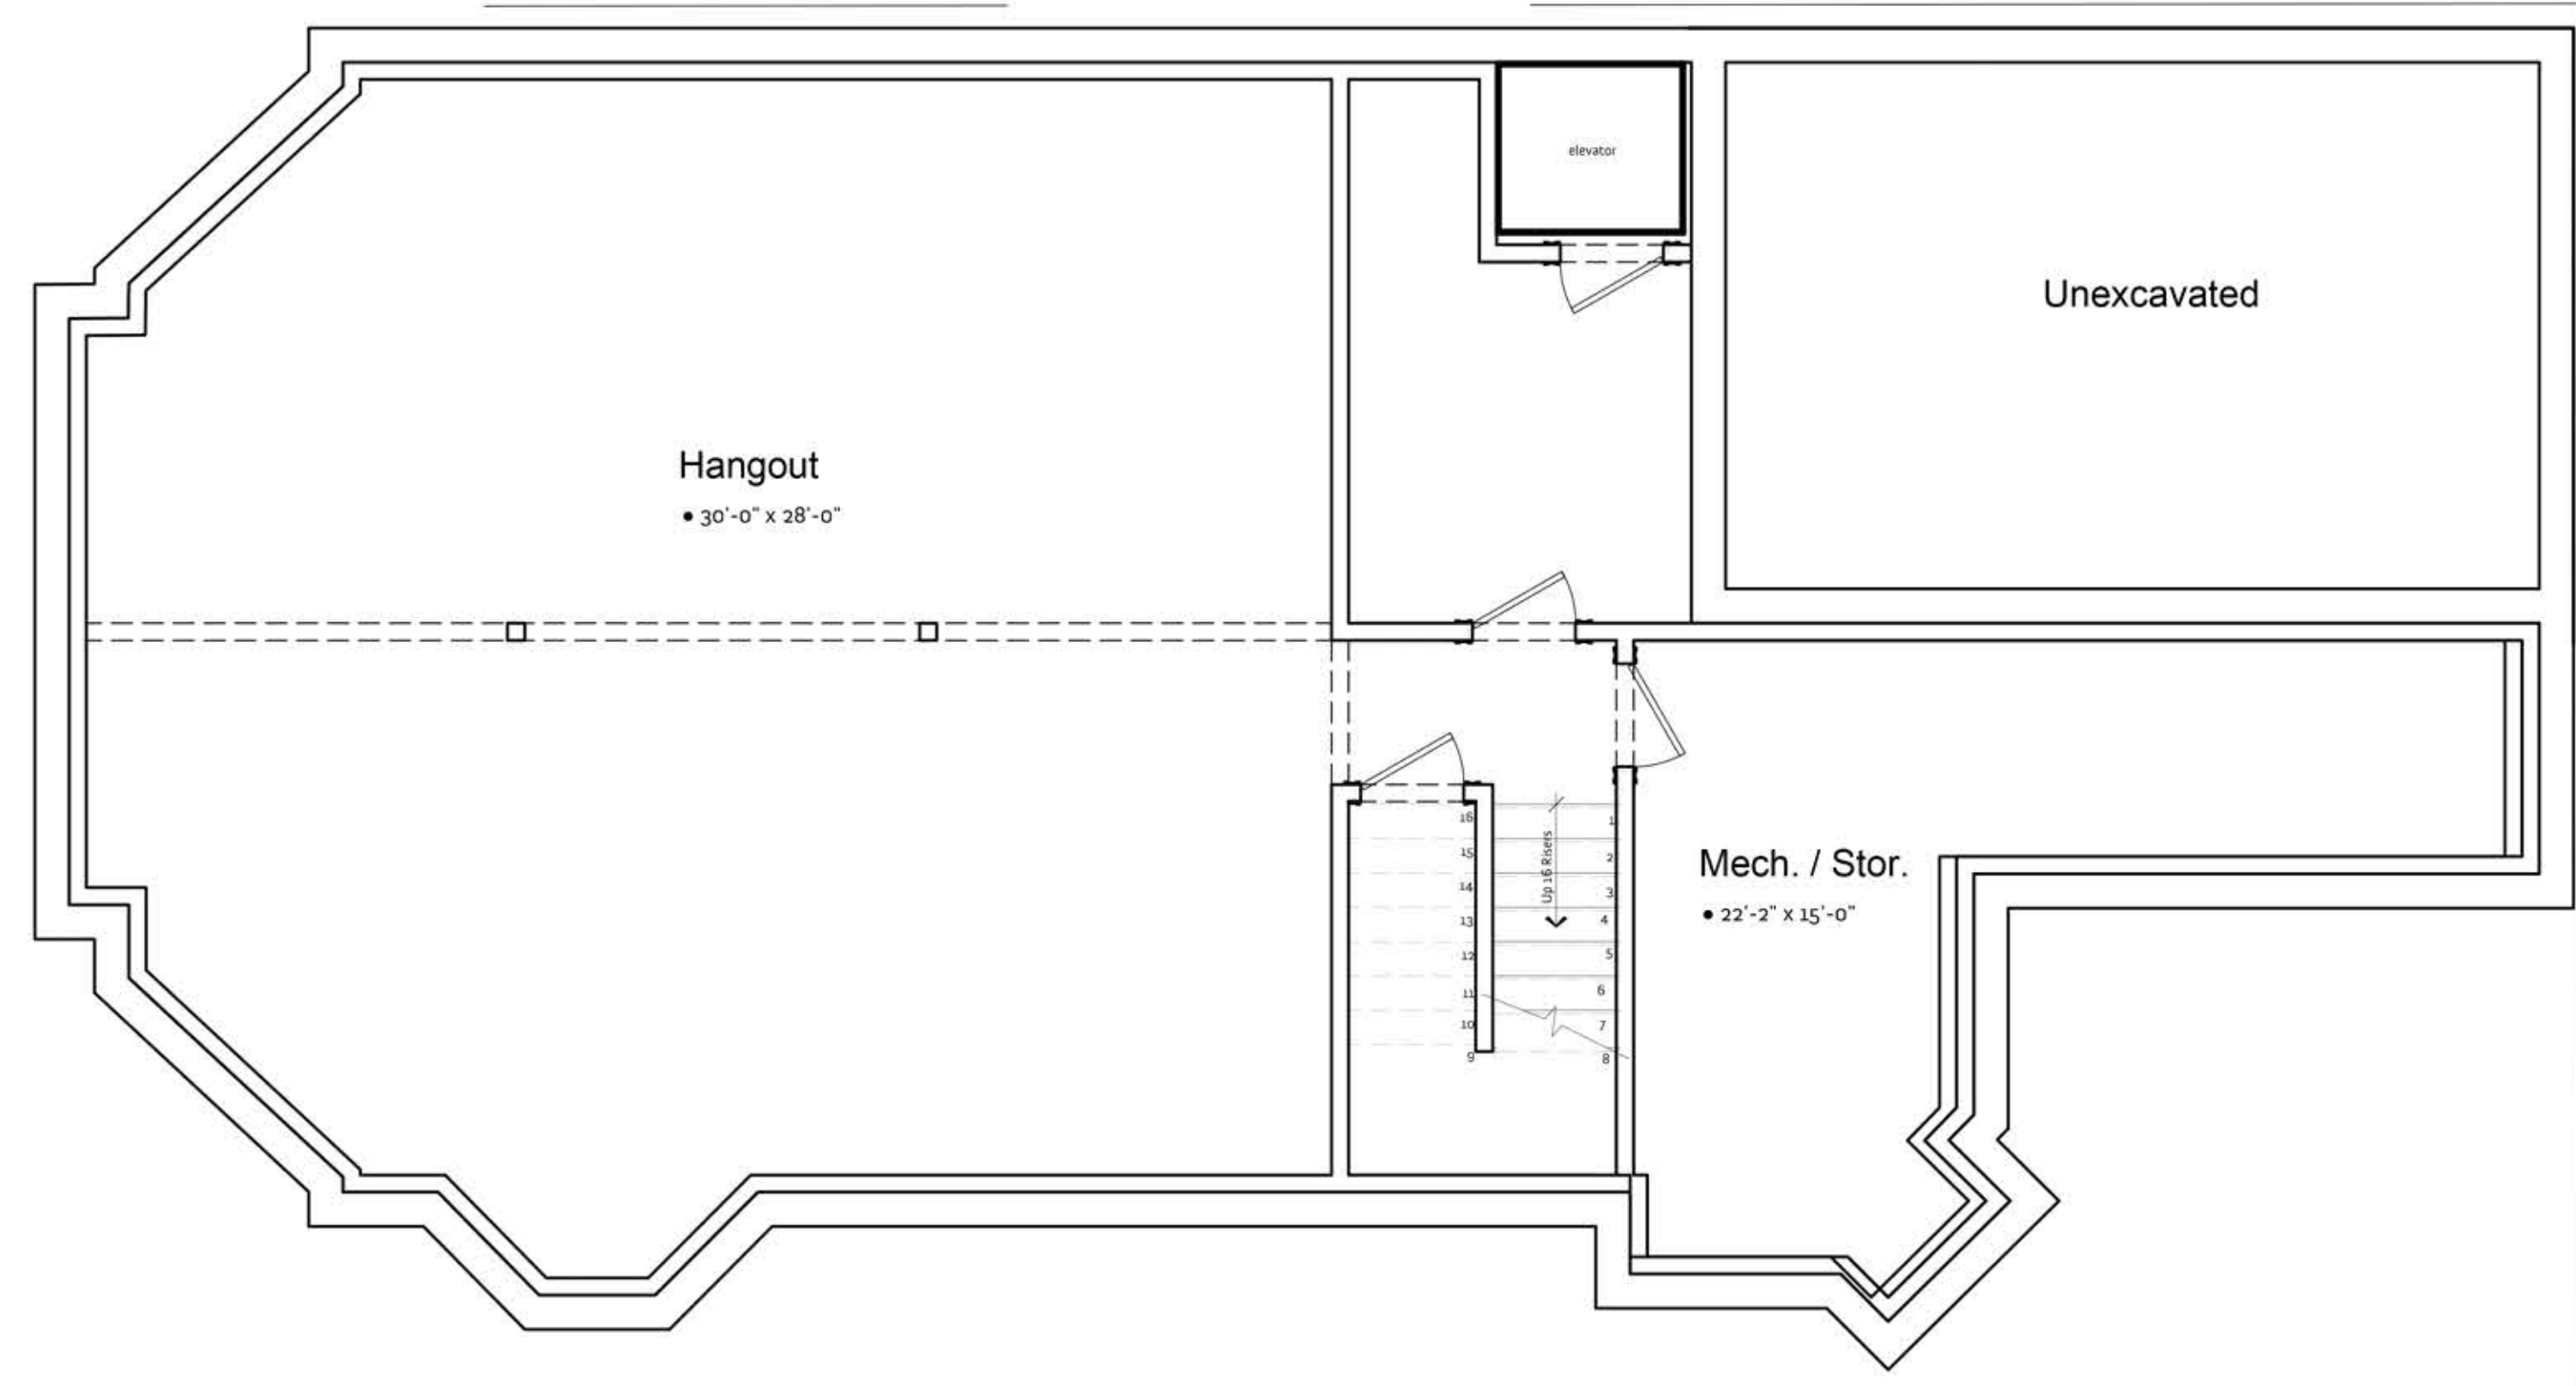 elevator
Unexcavated
Hangout
• 30'-0" x 28'-0"
Mech. / Stor.
• 22'-2" x 15'-0"
Up 16 Risers
16
15
14
13
12
11
10
9
1
2
3
4
5
6
7
8